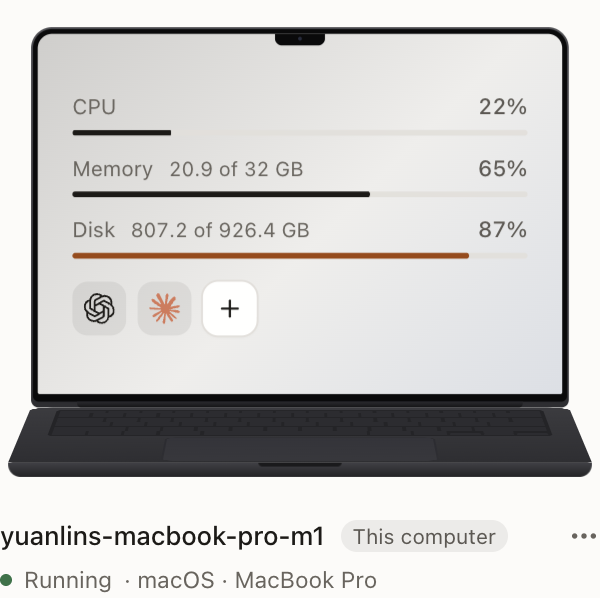 CPU 22%
Memory 20.9 of 32 GB 65%
Disk 807.2 of 926.4 GB 87%
yuanlins-macbook-pro-m1 This computer
Running · macOS · MacBook Pro